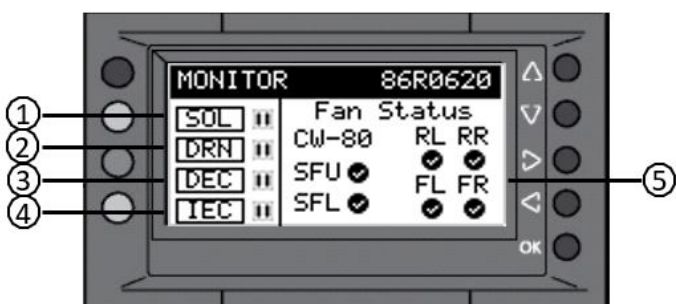 MONITOR 86R0620
① SOL
② DRN
③ DEC
④ IEC
Fan Status
CW-80 RL RR
SFU
FL FR
SFL
⑤
OK